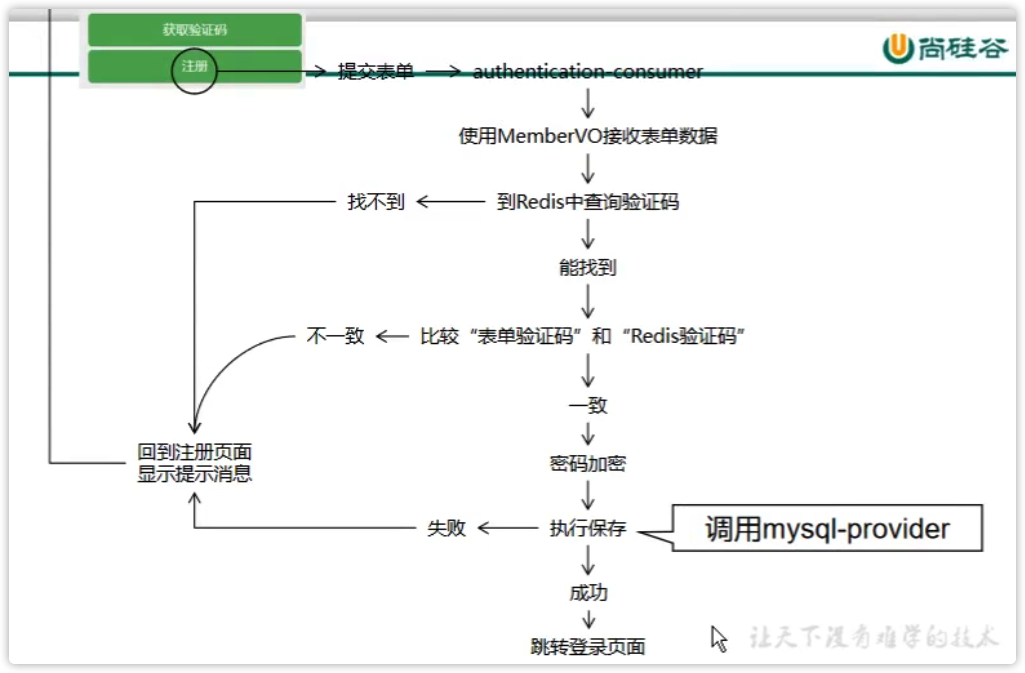 获取验证码
尚硅谷
注册
提交表单
authentication-consumer
使用MemberVO接收表单数据
找不到
到Redis中查询验证码
能找到
不一致
比较“表单验证码”和“Redis验证码”
一致
回到注册页面
显示提示消息
密码加密
失败
执行保存
调用mysql-provider
成功
跳转登录页面
让天下没有难学的技术